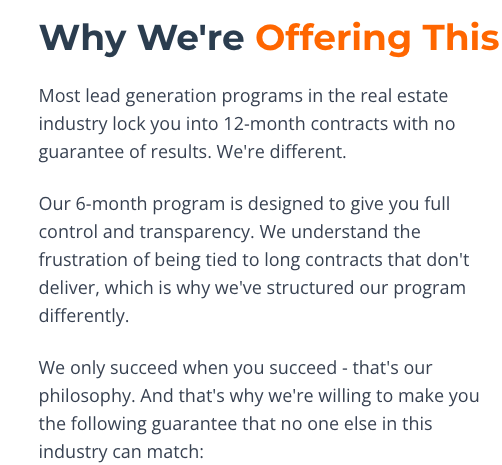 Why We're Offering This
Most lead generation programs in the real estate
industry lock you into 12-month contracts with no
guarantee of results. We're different.
Our 6-month program is designed to give you full
control and transparency. We understand the
frustration of being tied to long contracts that don't
deliver, which is why we've structured our program
differently.
We only succeed when you succeed - that's our
philosophy. And that's why we're willing to make you
the following guarantee that no one else in this
industry can match: